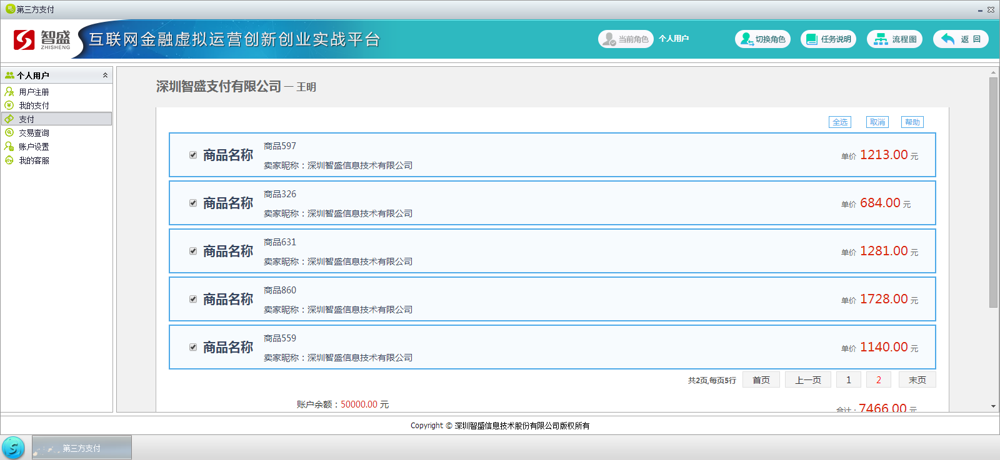 第三方支付
智盛
ZHISHENG
互联网金融虚拟运营创新创业实战平台
当前角色 个人用户 切换角色 任务说明 流程图 返 回
个人用户
用户注册
我的支付
支付
交易查询
账户设置
我的客服
深圳智盛支付有限公司 — 王明
全选 取消 帮助
商品名称
商品597
卖家昵称：深圳智盛信息技术有限公司
单价 1213.00 元
商品名称
商品326
卖家昵称：深圳智盛信息技术有限公司
单价 684.00 元
商品名称
商品631
卖家昵称：深圳智盛信息技术有限公司
单价 1281.00 元
商品名称
商品860
卖家昵称：深圳智盛信息技术有限公司
单价 1728.00 元
商品名称
商品559
卖家昵称：深圳智盛信息技术有限公司
单价 1140.00 元
共2页,每页5行 首页 上一页 1 2 末页
账户余额：50000.00 元
合计：7466.00 元
Copyright © 深圳智盛信息技术股份有限公司版权所有
第三方支付